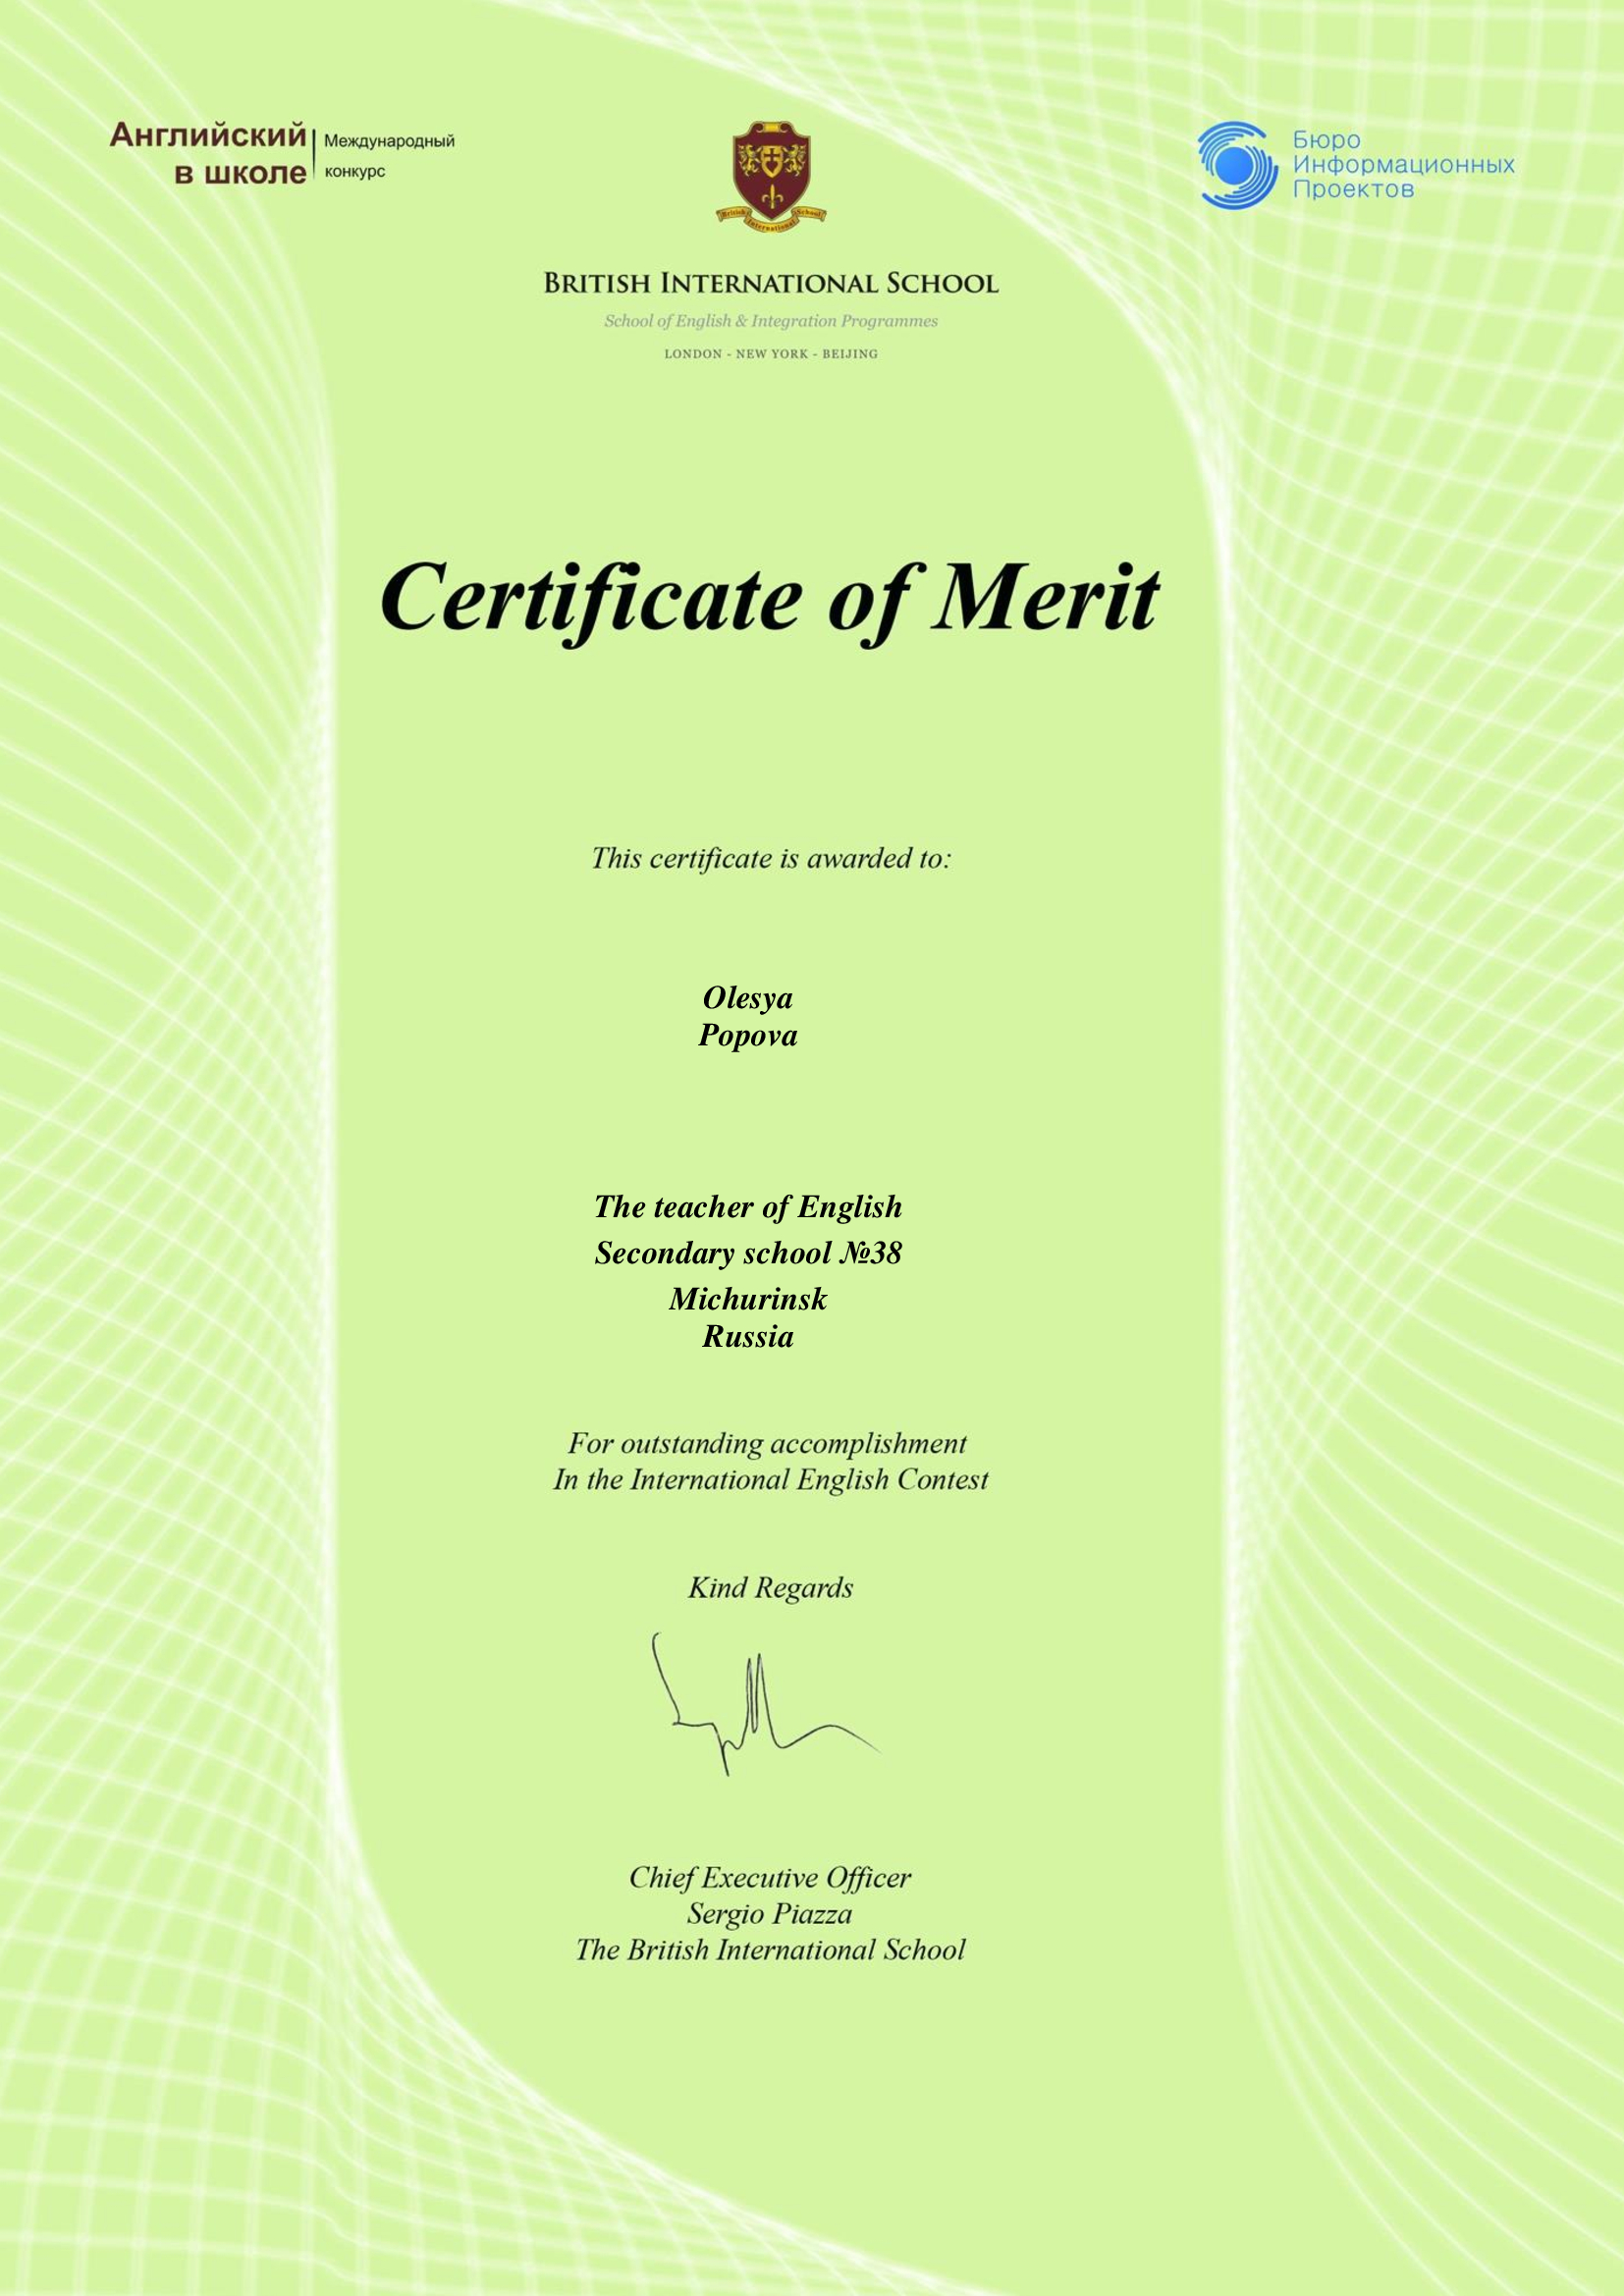 Английский
в школе
Международный
конкурс
British International School
BRITISH INTERNATIONAL SCHOOL
School of English & Integration Programmes
LONDON - NEW YORK - BEIJING
Бюро
Информационных
Проектов
Certificate of Merit
This certificate is awarded to:
Olesya
Popova
The teacher of English
Secondary school №38
Michurinsk
Russia
For outstanding accomplishment
In the International English Contest
Kind Regards
Chief Executive Officer
Sergio Piazza
The British International School